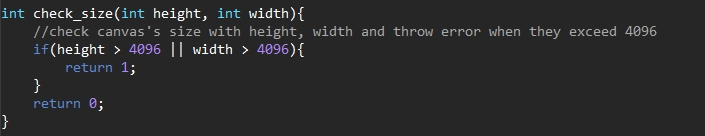 int check_size(int height, int width){
    //check canvas's size with height, width and throw error when they exceed 4096
    if(height > 4096 || width > 4096){
        return 1;
    }
    return 0;
}